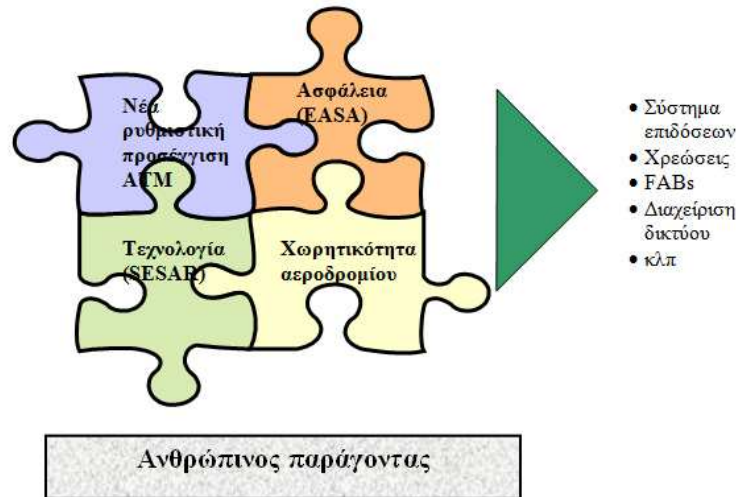 Νέα
ρυθμιστική
προσέγγιση
ATM
Ασφάλεια
(EASA)
Τεχνολογία
(SESAR)
Χωρητικότητα
αεροδρομίου
• Σύστημα
επιδόσεων
• Χρεώσεις
• FABs
• Διαχείριση
δικτύου
• κλπ
Ανθρώπινος παράγοντας